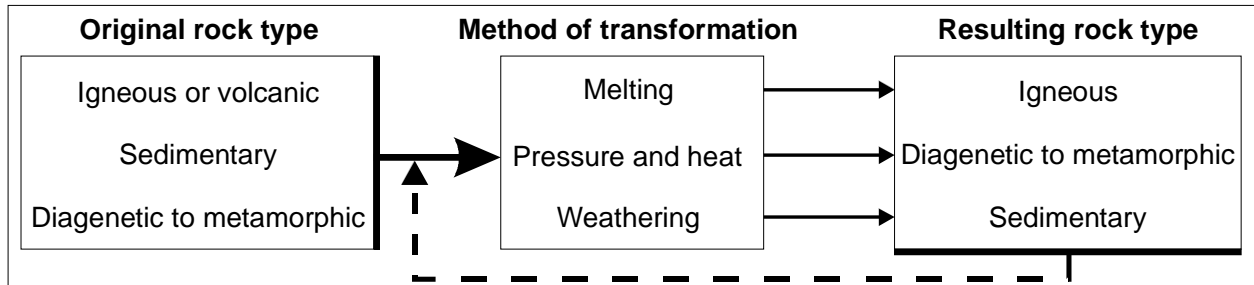 Original rock type
Method of transformation
Resulting rock type
Igneous or volcanic
Sedimentary
Diagenetic to metamorphic
Melting
Pressure and heat
Weathering
Igneous
Diagenetic to metamorphic
Sedimentary